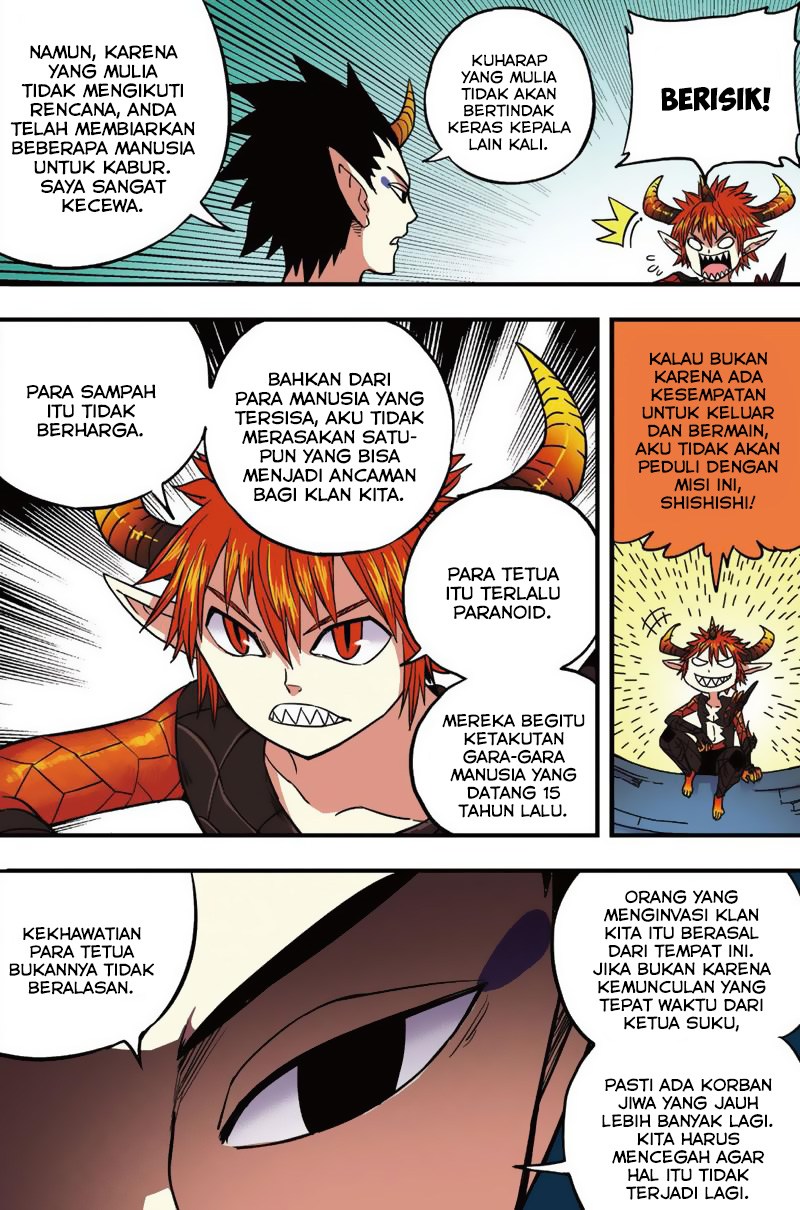 NAMUN, KARENA
YANG MULIA
TIDAK MENGIKUTI
RENCANA, ANDA
TELAH MEMBIARKAN
BEBERAPA MANUSIA
UNTUK KABUR.
SAYA SANGAT
KECEWA.
KUHARAP
YANG MULIA
TIDAK AKAN
BERTINDAK
KERAS KEPALA
LAIN KALI.
BERISIK!
PARA SAMPAH
ITU TIDAK
BERHARGA.
BAHKAN DARI
PARA MANUSIA YANG
TERSISA, AKU TIDAK
MERASAKAN SATU-
PUN YANG BISA
MENJADI ANCAMAN
BAGI KLAN KITA.
PARA TETUA
ITU TERLALU
PARANOID.
MEREKA BEGITU
KETAKUTAN
GARA-GARA
MANUSIA YANG
DATANG 15
TAHUN LALU.
KALAU BUKAN
KARENA ADA
KESEMPATAN
UNTUK KELUAR
DAN BERMAIN,
AKU TIDAK AKAN
PEDULI DENGAN
MISI INI,
SHISHISHI!
KEKHAWATIAN
PARA TETUA
BUKANNYA TIDAK
BERALASAN.
ORANG YANG
MENGINVASI KLAN
KITA ITU BERASAL
DARI TEMPAT INI.
JIKA BUKAN KARENA
KEMUNCULAN YANG
TEPAT WAKTU DARI
KETUA SUKU,
PASTI ADA KORBAN
JIWA YANG JAUH
LEBIH BANYAK LAGI.
KITA HARUS
MENCEGAH AGAR
HAL ITU TIDAK
TERJADI LAGI.